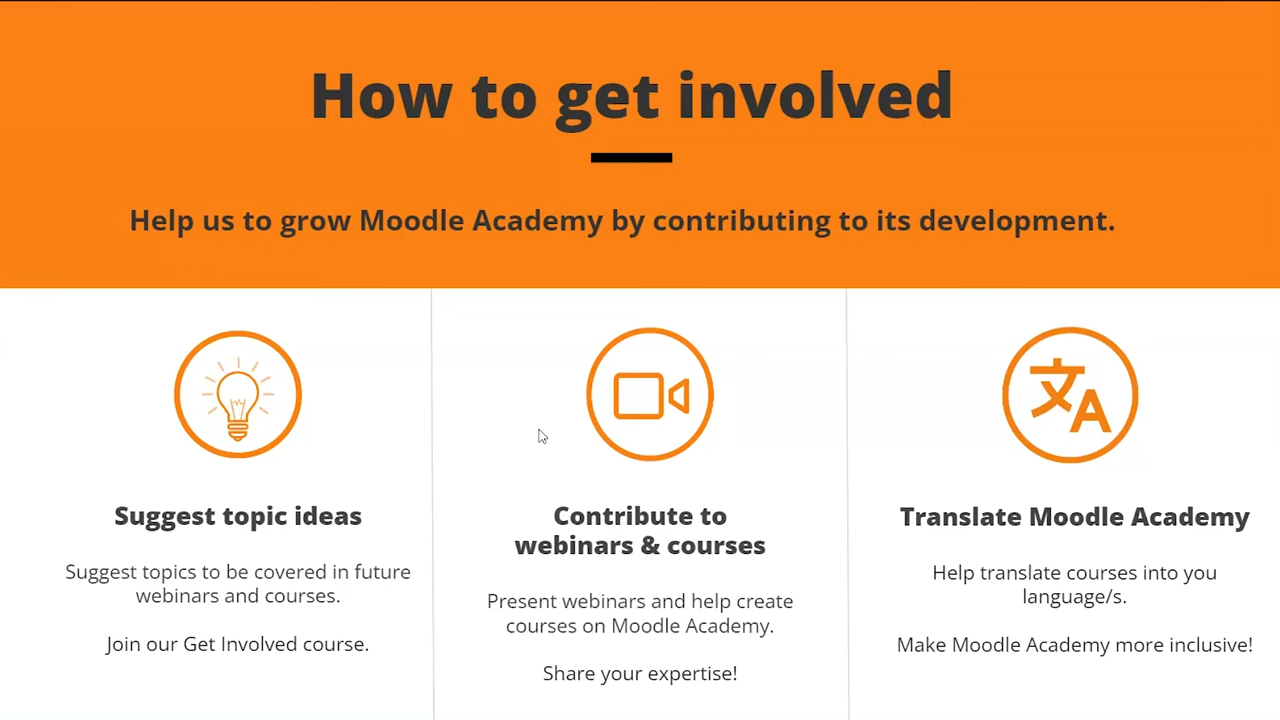 How to get involved
Help us to grow Moodle Academy by contributing to its development.
文A
Suggest topic ideas
Suggest topics to be covered in future
webinars and courses.
Join our Get Involved course.
Contribute to
webinars & courses
Present webinars and help create
courses on Moodle Academy.
Share your expertise!
Translate Moodle Academy
Help translate courses into you
language/s.
Make Moodle Academy more inclusive!